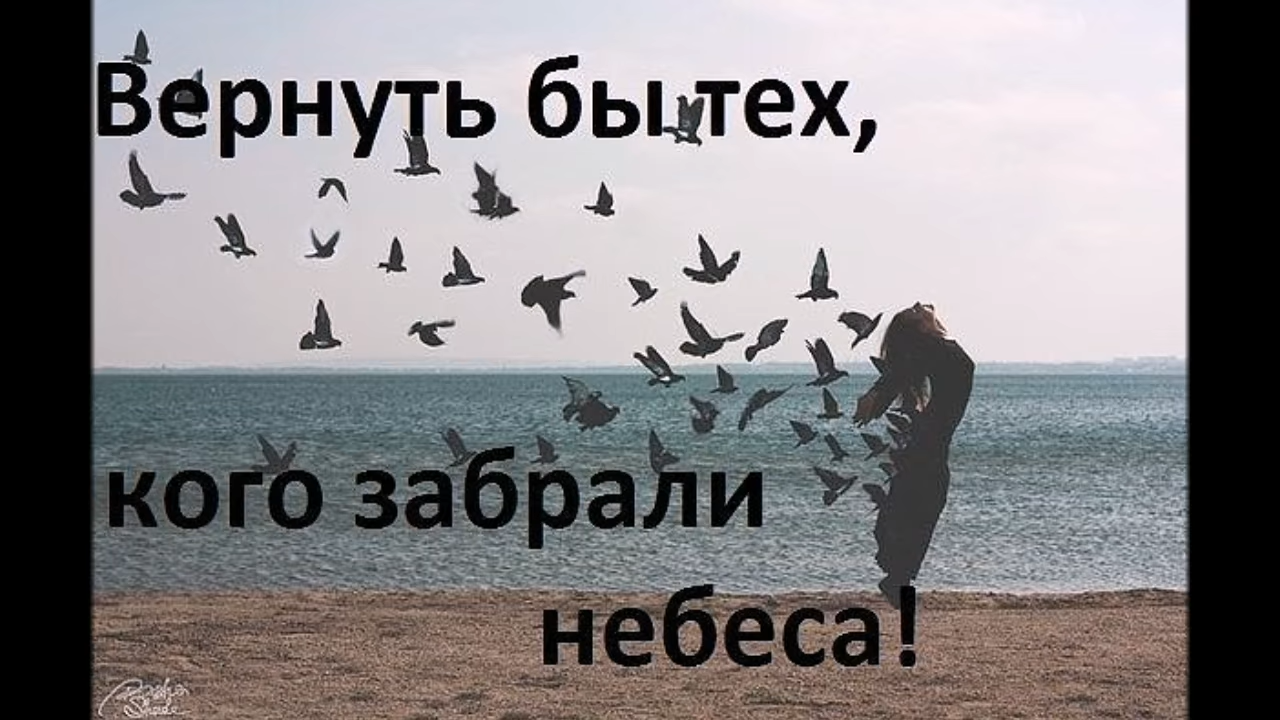 Вернуть бы тех,
кого забрали
небеса!